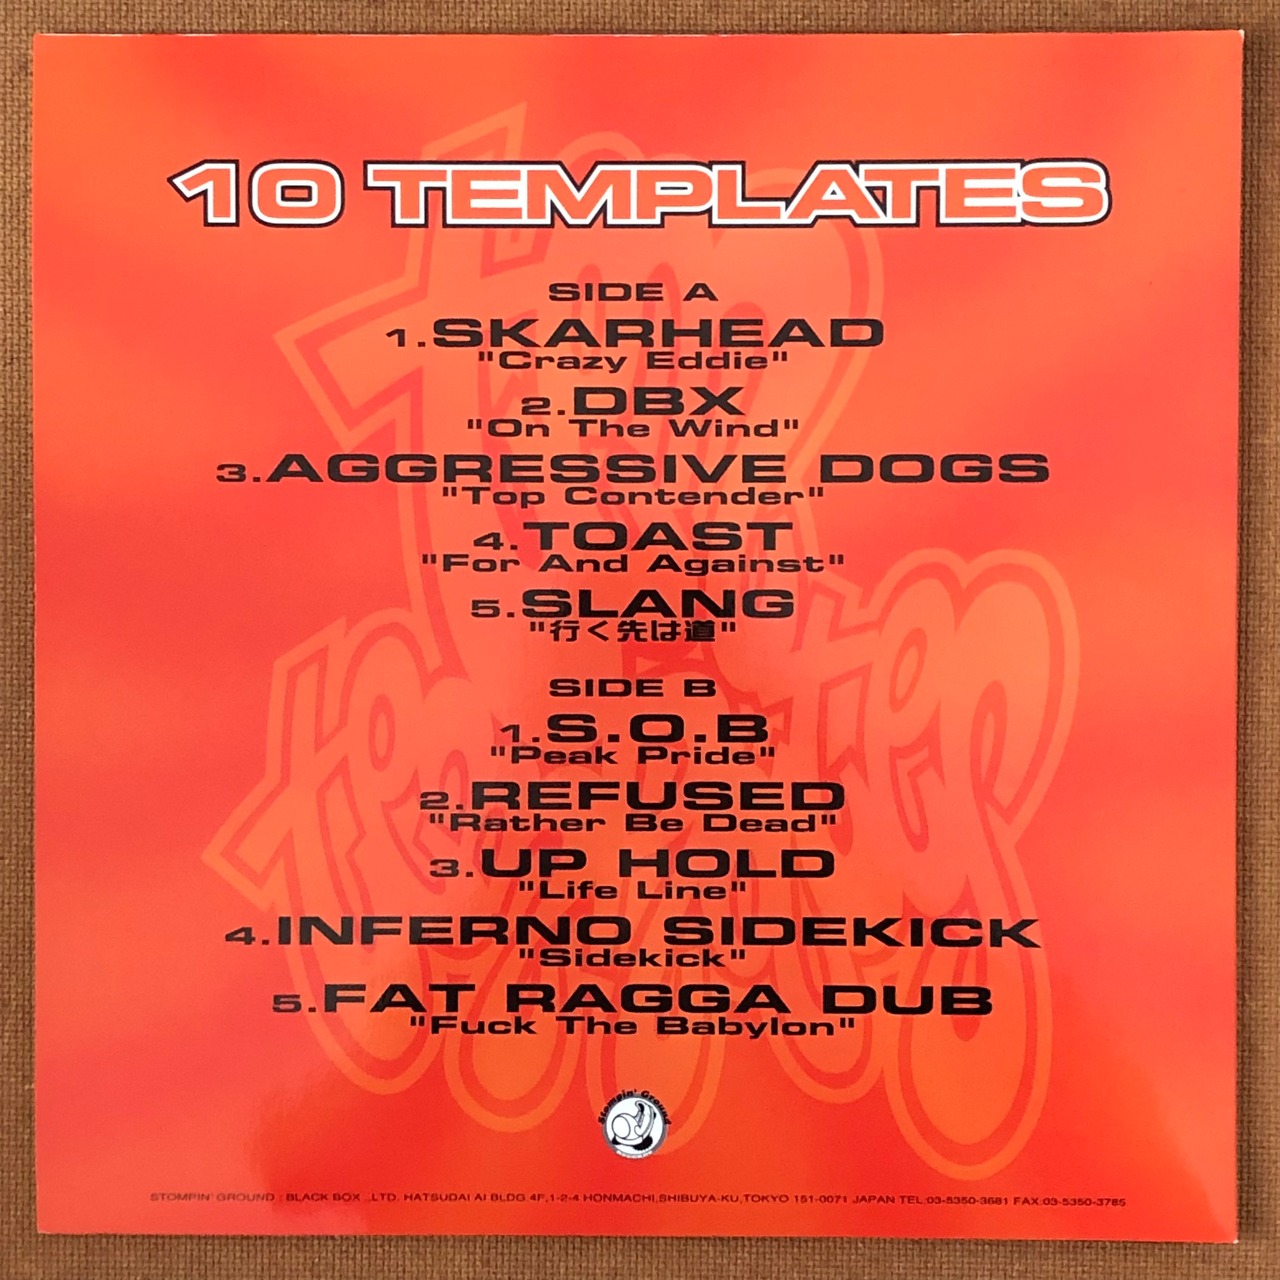 10 TEMPLATES
SIDE A
1.SKARHEAD
"Crazy Eddie"
2.DBX
"On The Wind"
3.AGGRESSIVE DOGS
"Top Contender"
4.TOAST
"For And Against"
5.SLANG
"行く先は道"
SIDE B
1.S.O.B
"Peak Pride"
2.REFUSED
"Rather Be Dead"
3.UP HOLD
"Life Line"
4.INFERNO SIDEKICK
"Sidekick"
5.FAT RAGGA DUB
"Fuck The Babylon"
Stompin' Ground
STOMPIN' GROUND : BLACK BOX .,LTD. HATSUDAI AI BLDG.4F,1-2-4 HONMACHI,SHIBUYA-KU,TOKYO 151-0071 JAPAN TEL:03-5350-3681 FAX:03-5350-3785